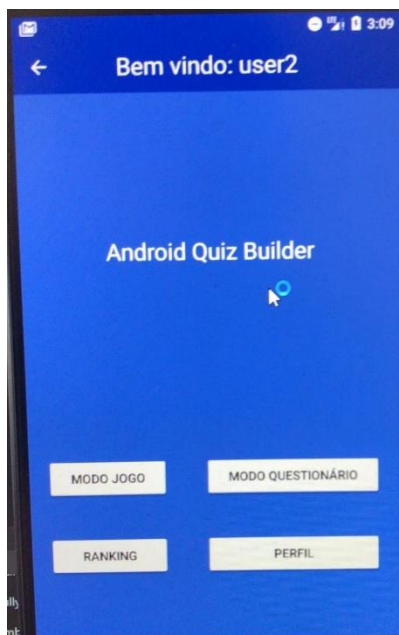 3:09
Bem vindo: user2
Android Quiz Builder
MODO JOGO
MODO QUESTIONÁRIO
RANKING
PERFIL